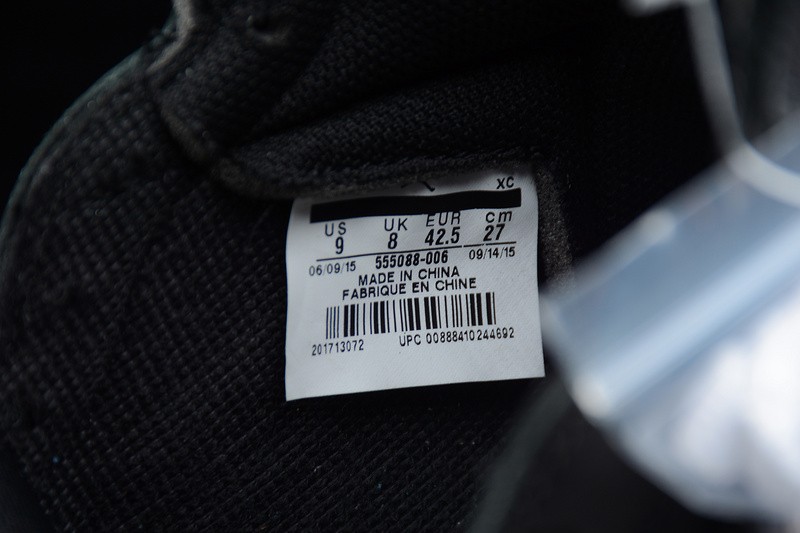 XC
US UK EUR cm
9 8 42.5 27
06/09/15 555088-006 09/14/15
MADE IN CHINA
FABRIQUE EN CHINE
201713072 UPC 00888410244692